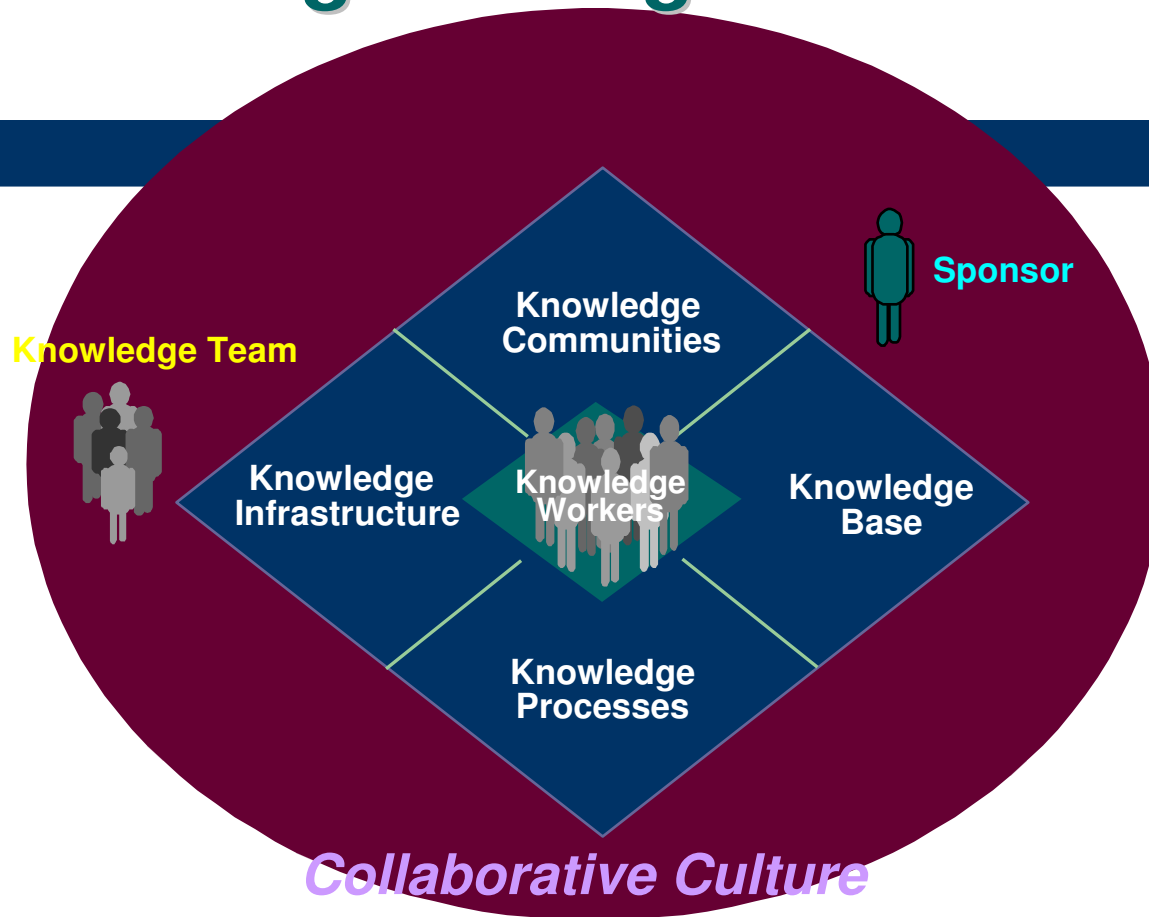 Sponsor
Knowledge
Communities
Knowledge Team
Knowledge
Infrastructure
Knowledge
Workers
Knowledge
Base
Knowledge
Processes
Collaborative Culture